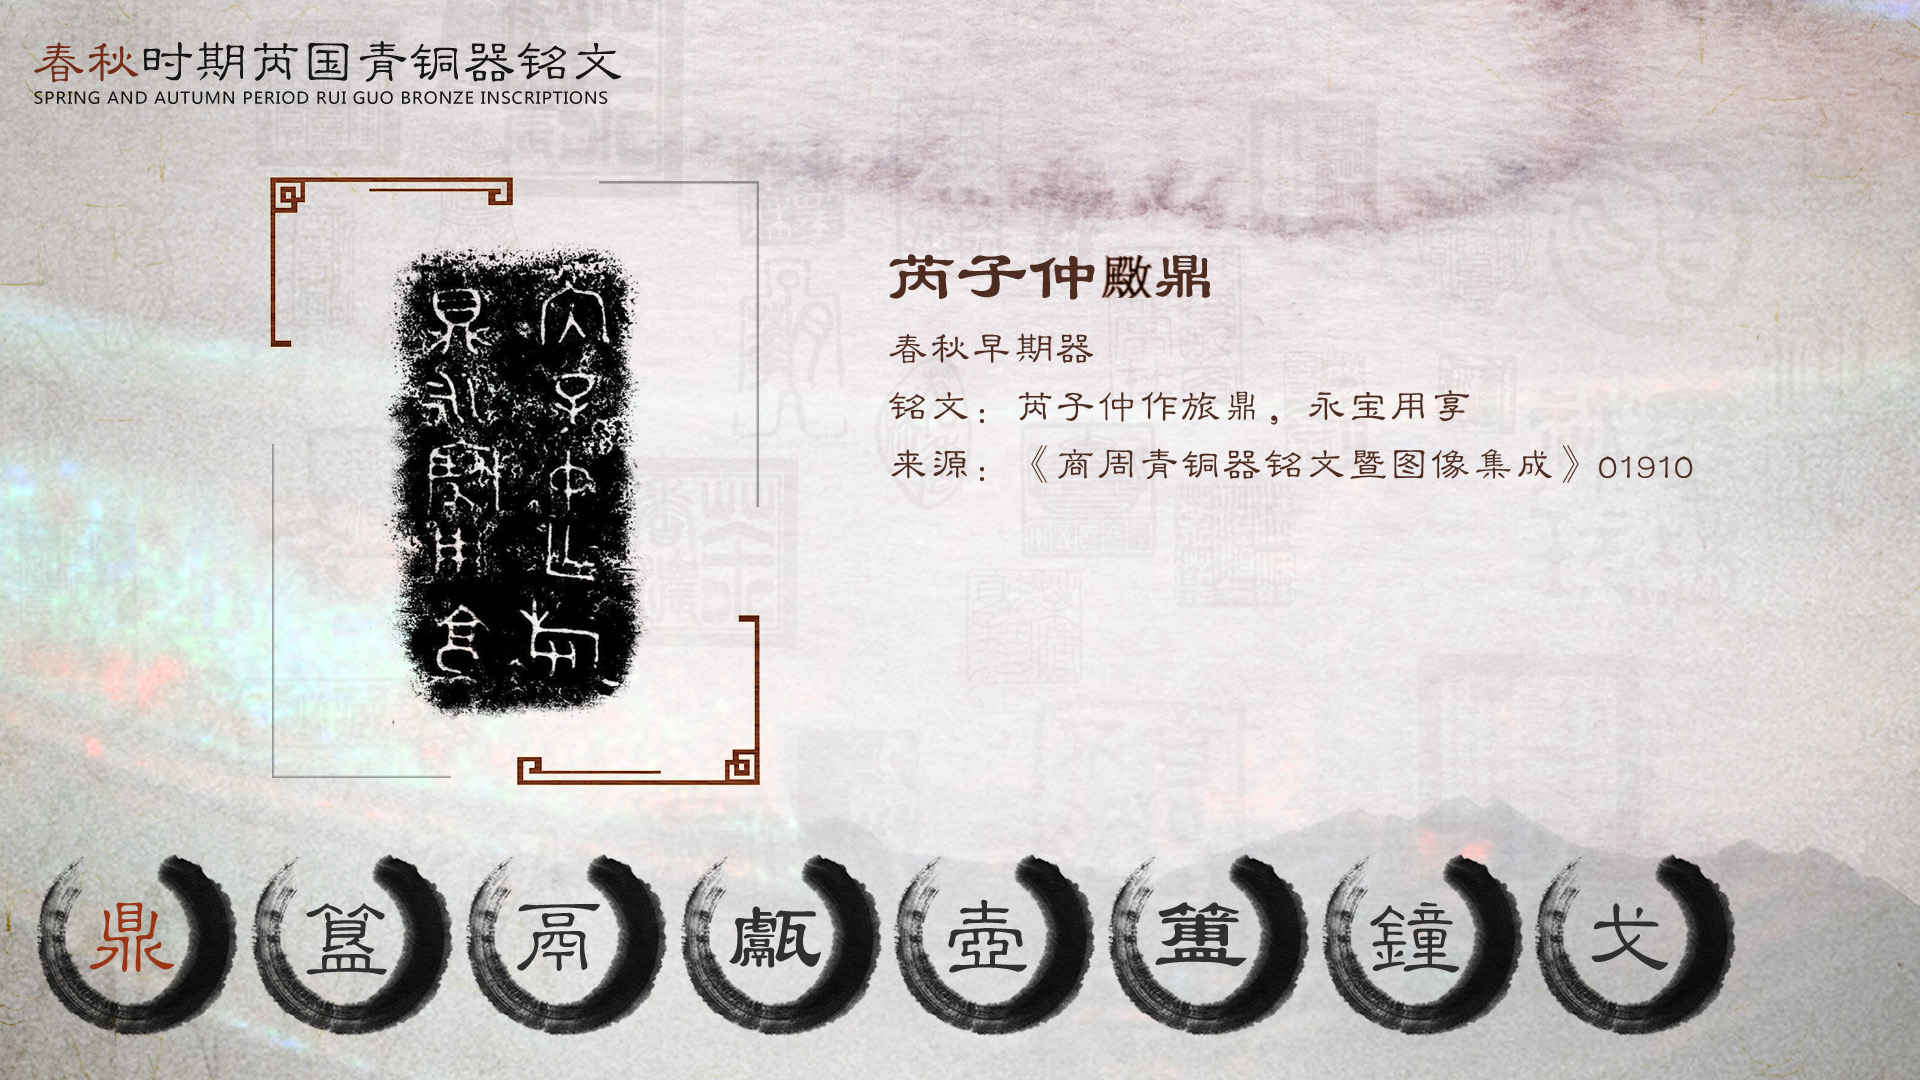 春秋时期芮国青铜器铭文
SPRING AND AUTUMN PERIOD RUI GUO BRONZE INSCRIPTIONS
芮子仲㱮鼎
春秋早期器
铭文：芮子仲作旅鼎，永宝用享
来源：《商周青铜器铭文暨图像集成》01910
鼎 簋 鬲 甗 壶 簠 鐘 戈